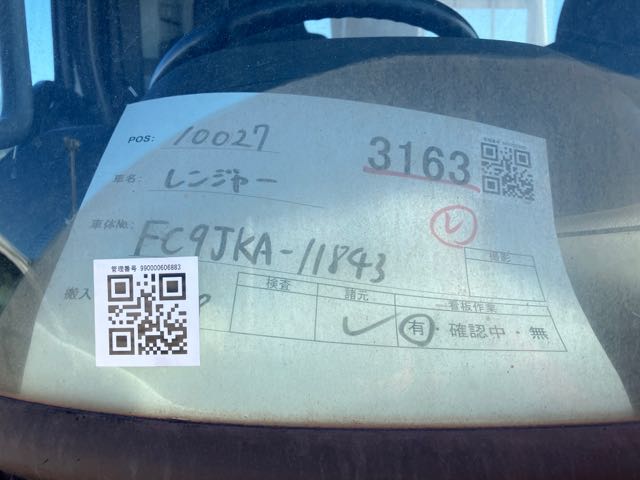 POS: 10027
3163
車名: レンジャー
レ
車体No.: FC9JKA-11843
撮影
管理番号 990000606883
搬入
検査
諸元
看板作業
有・確認中・無